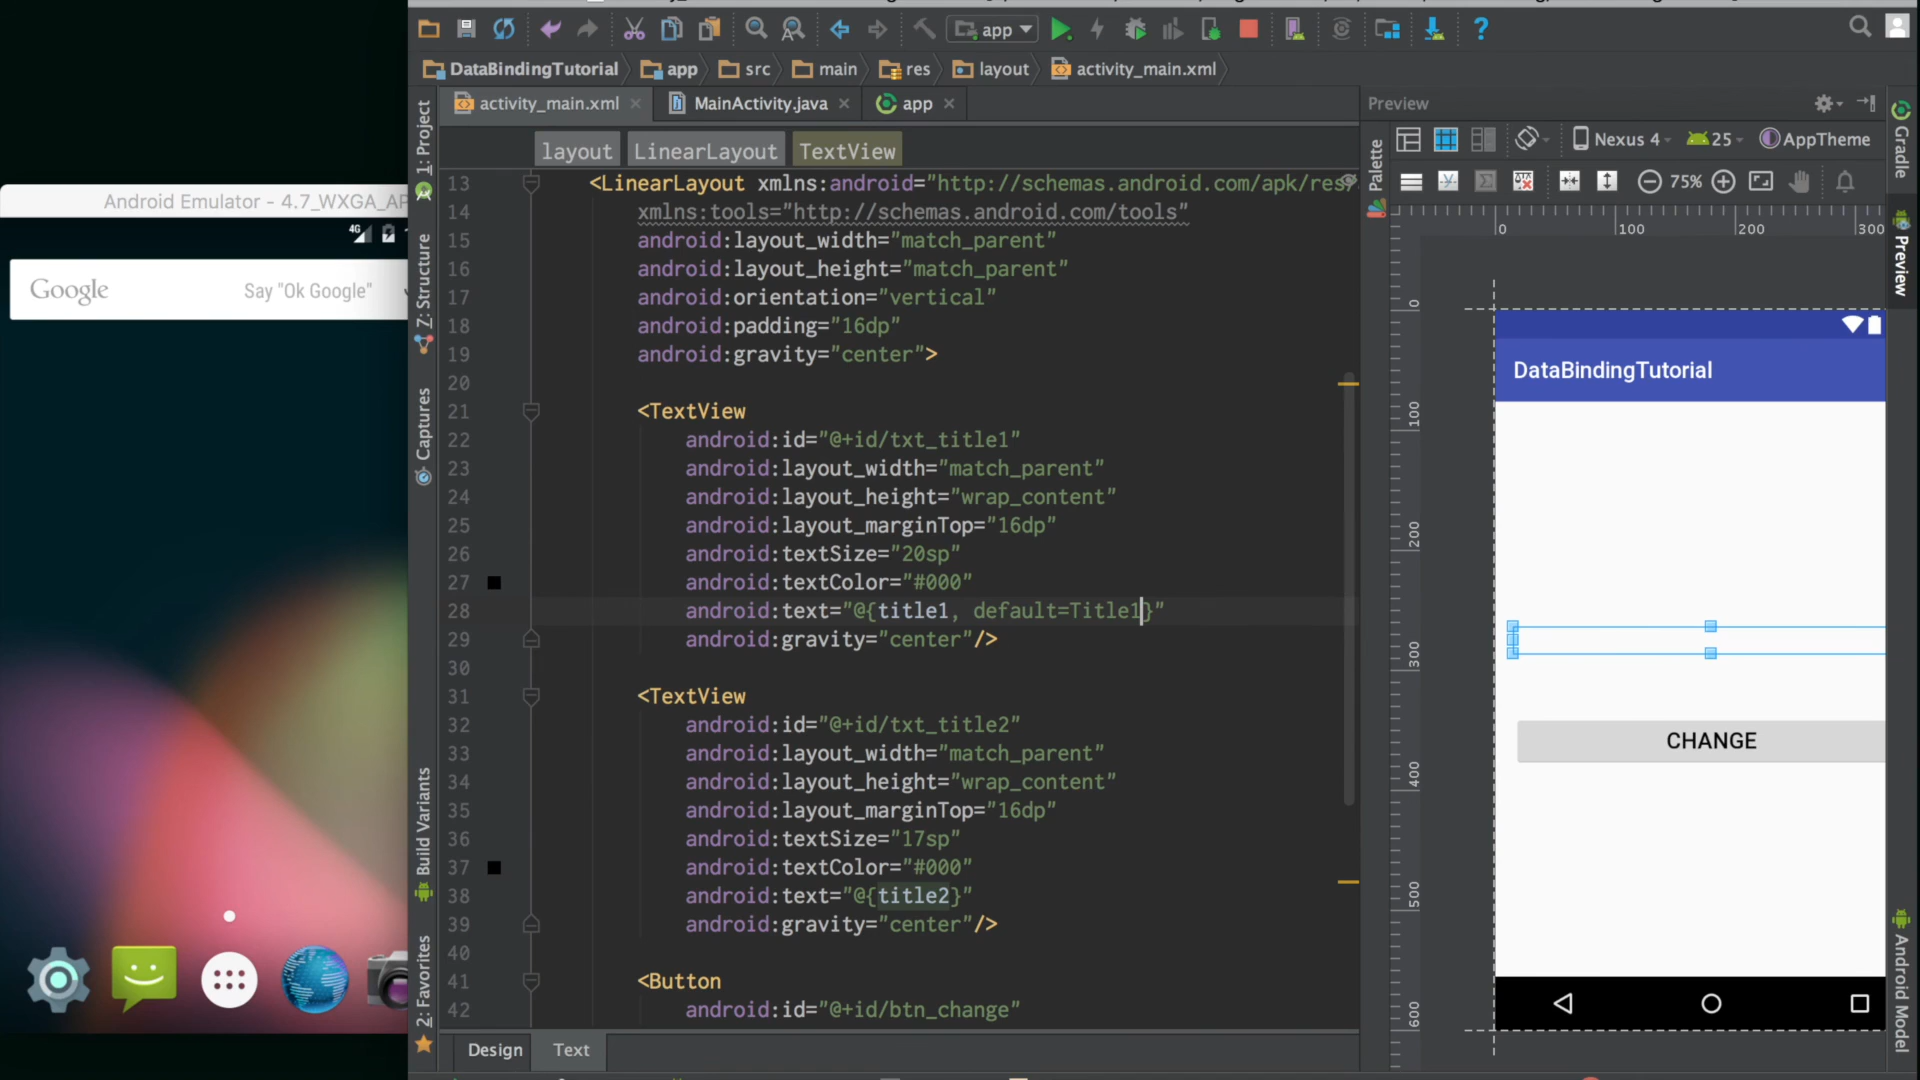 app
DataBindingTutorial
app
src
main
res
layout
activity_main.xml
activity_main.xml
MainActivity.java
app
Preview
layout
LinearLayout
TextView
Nexus 4
25
AppTheme
75%
0
100
200
300
0
100
200
300
400
500
600
1: Project
Z: Structure
Captures
Build Variants
2: Favorites
Palette
Gradle
Preview
Android Model
Android Emulator - 4.7_WXGA_AP
4G
Google
Say "Ok Google"
13 <LinearLayout xmlns:android="http://schemas.android.com/apk/res
14 xmlns:tools="http://schemas.android.com/tools"
15 android:layout_width="match_parent"
16 android:layout_height="match_parent"
17 android:orientation="vertical"
18 android:padding="16dp"
19 android:gravity="center">
20
21 <TextView
22 android:id="@+id/txt_title1"
23 android:layout_width="match_parent"
24 android:layout_height="wrap_content"
25 android:layout_marginTop="16dp"
26 android:textSize="20sp"
27 android:textColor="#000"
28 android:text="@{title1, default=Title1}"
29 android:gravity="center"/>
30
31 <TextView
32 android:id="@+id/txt_title2"
33 android:layout_width="match_parent"
34 android:layout_height="wrap_content"
35 android:layout_marginTop="16dp"
36 android:textSize="17sp"
37 android:textColor="#000"
38 android:text="@{title2}"
39 android:gravity="center"/>
40
41 <Button
42 android:id="@+id/btn_change"
DataBindingTutorial
CHANGE
Design
Text